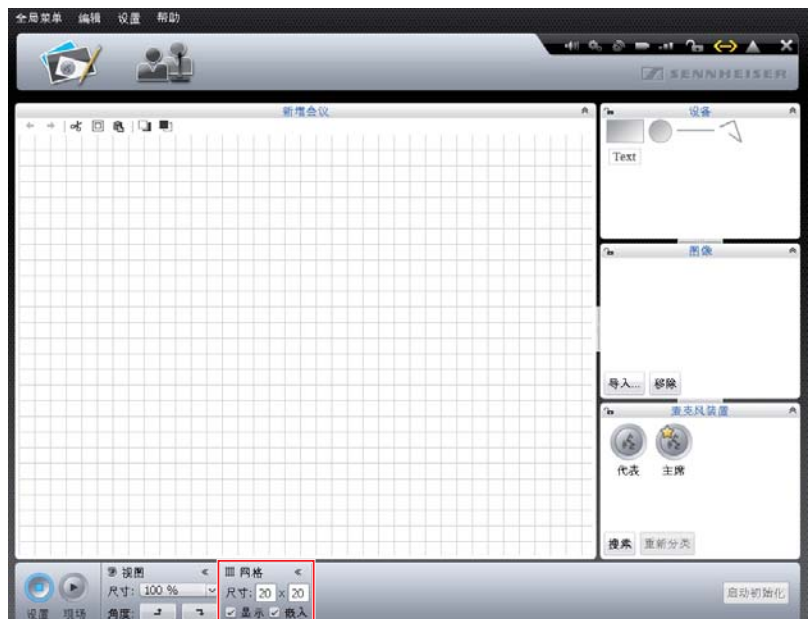 全局菜单 编辑 设置 帮助
SENNHEISER
新增会议
设备
Text
图像
导入... 移除
麦克风装置
代表 主席
搜索 重新分类
视图 网格
尺寸: 100 % 尺寸: 20 x 20
设置 现场 角度: 显示 嵌入
启动初始化